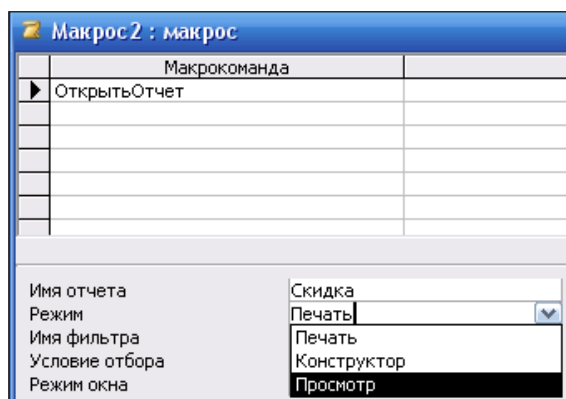 Макрос2 : макрос
Макрокоманда
ОткрытьОтчет
Имя отчета Скидка
Режим Печать
Имя фильтра Печать
Условие отбора Конструктор
Режим окна Просмотр